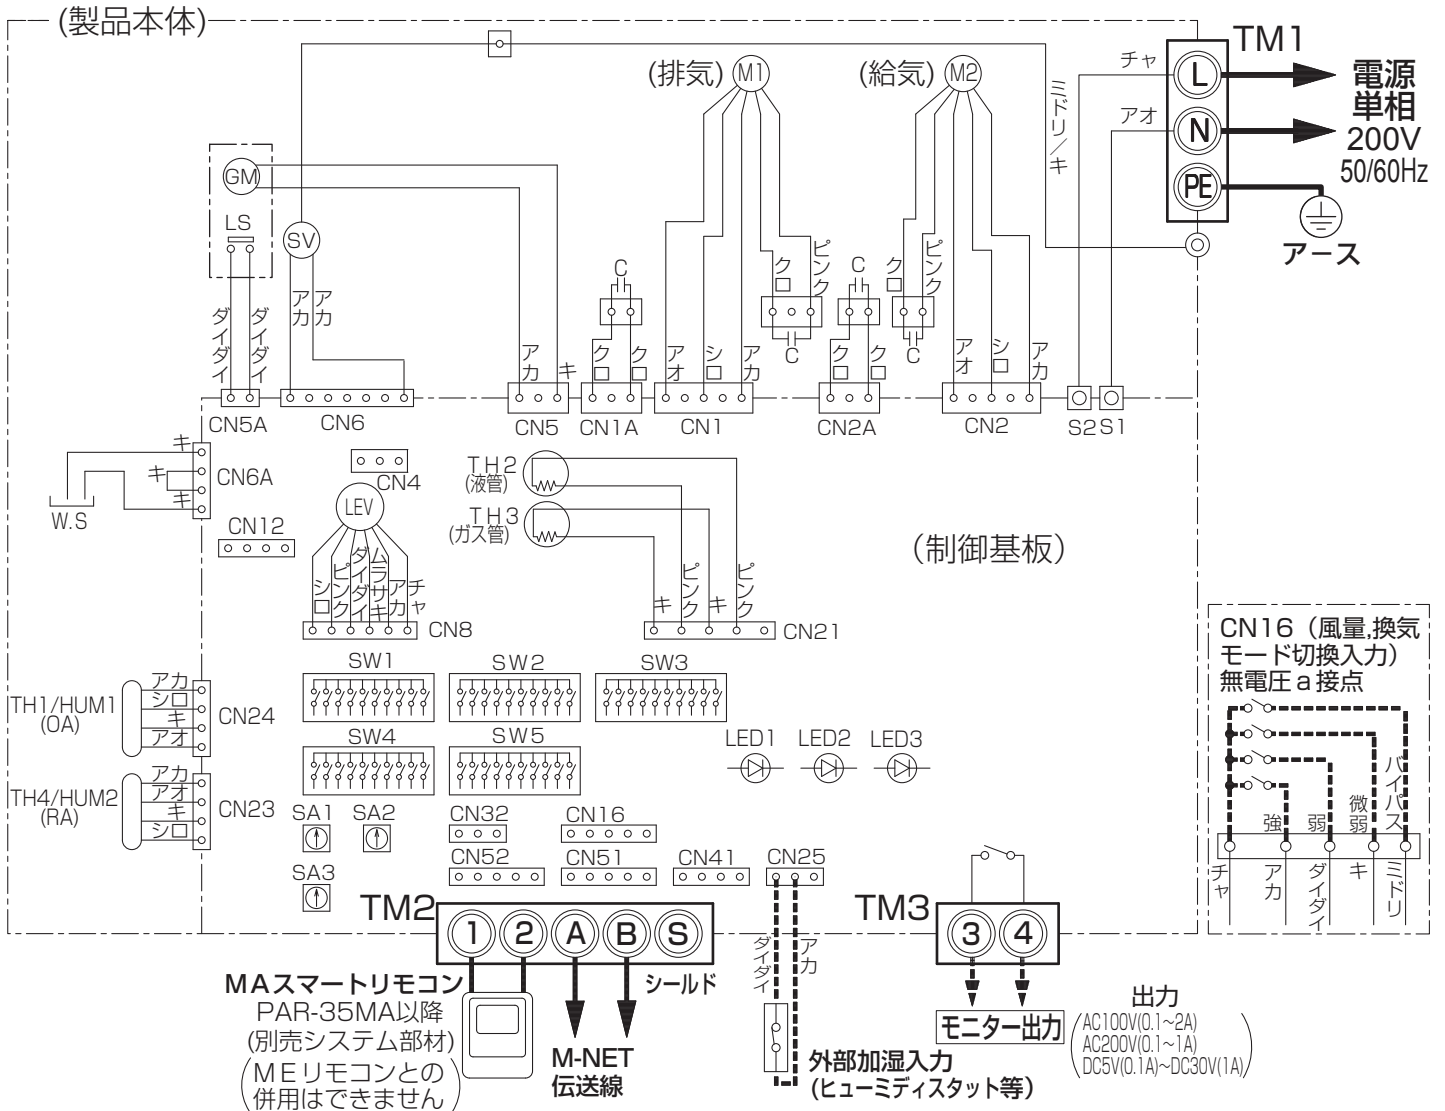 (製品本体)
TM1
L
N
PE
チャ
アオ
ミドリ／キ
電源
単相
200V
50/60Hz
アース
(排気)
M1
(給気)
M2
GM
LS
SV
ダイダイ
ダイダイ
アカ
アカ
アカ
キ
C
クロ
クロ
アオ
シロ
アカ
クロ
ピンク
C
C
クロ
クロ
クロ
ピンク
C
アオ
シロ
アカ
CN5A
CN6
CN5
CN1A
CN1
CN2A
CN2
S2
S1
キ
キ
キ
CN6A
W.S
CN4
LEV
CN12
シロ
ピンク
ダイダイ
ムラサキ
アカ
チャ
CN8
TH2
(液管)
TH3
(ガス管)
キ
ピンク
キ
ピンク
CN21
(制御基板)
TH1/HUM1
(OA)
アカ
シロ
キ
アオ
CN24
TH4/HUM2
(RA)
アカ
アオ
キ
シロ
CN23
SW1
SW2
SW3
SW4
SW5
LED1
LED2
LED3
SA1
SA2
SA3
CN32
CN16
CN52
CN51
CN41
CN25
CN16（風量,換気
モード切換入力）
無電圧a接点
強
弱
微弱
バイパス
チャ
アカ
ダイダイ
キ
ミドリ
TM2
1
2
A
B
S
シールド
TM3
3
4
ダイダイ
アカ
MAスマートリモコン
PAR-35MA以降
(別売システム部材)
(MEリモコンとの
併用はできません)
M-NET
伝送線
外部加湿入力
(ヒューミディスタット等)
モニター出力
出力
(AC100V(0.1~2A)
AC200V(0.1~1A)
DC5V(0.1A)~DC30V(1A))